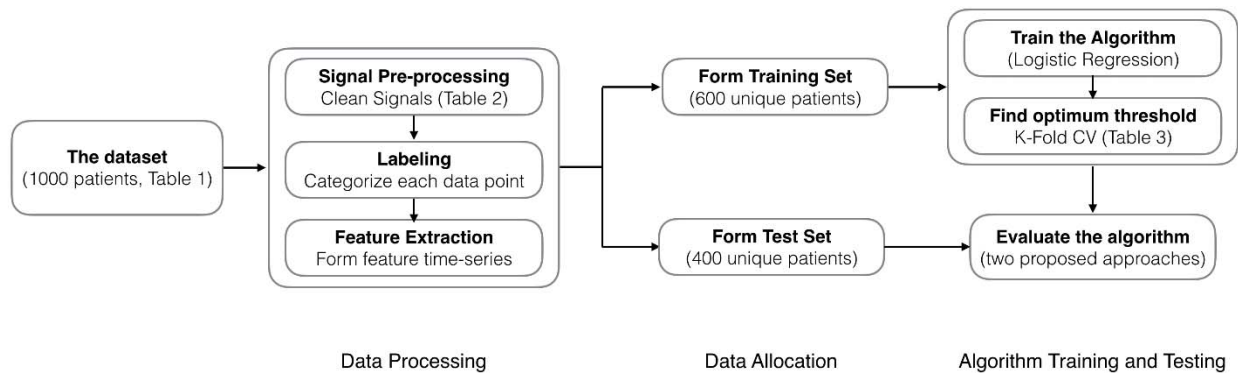 The dataset
(1000 patients, Table 1)
Signal Pre-processing
Clean Signals (Table 2)
Labeling
Categorize each data point
Feature Extraction
Form feature time-series
Form Training Set
(600 unique patients)
Form Test Set
(400 unique patients)
Train the Algorithm
(Logistic Regression)
Find optimum threshold
K-Fold CV (Table 3)
Evaluate the algorithm
(two proposed approaches)
Data Processing
Data Allocation
Algorithm Training and Testing